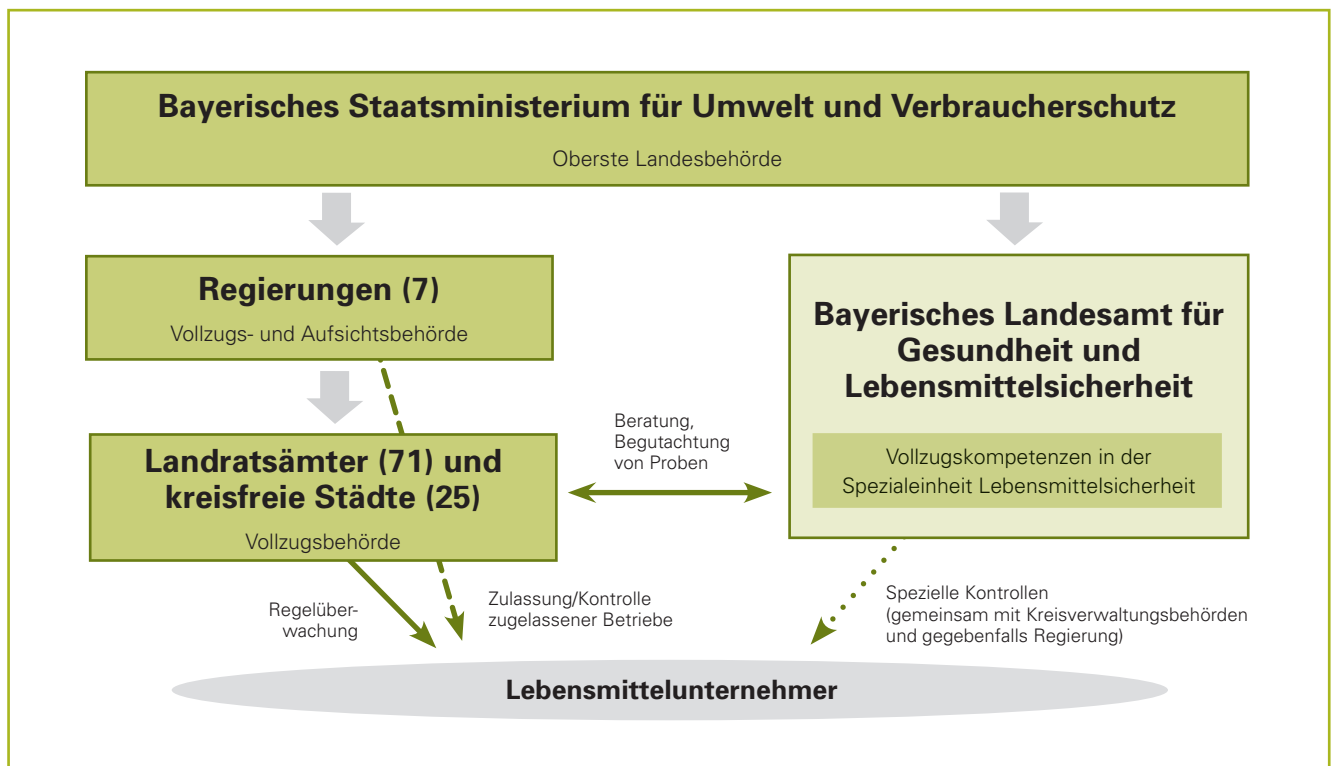 Bayerisches Staatsministerium für Umwelt und Verbraucherschutz
Oberste Landesbehörde
Regierungen (7)
Vollzugs- und Aufsichtsbehörde
Bayerisches Landesamt für
Gesundheit und
Lebensmittelsicherheit
Vollzugskompetenzen in der
Spezialeinheit Lebensmittelsicherheit
Beratung,
Begutachtung
von Proben
Landratsämter (71) und
kreisfreie Städte (25)
Vollzugsbehörde
Regelüber-
wachung
Zulassung/Kontrolle
zugelassener Betriebe
Spezielle Kontrollen
(gemeinsam mit Kreisverwaltungsbehörden
und gegebenfalls Regierung)
Lebensmittelunternehmer